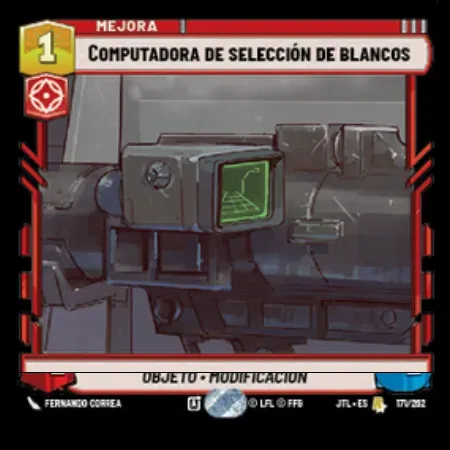 MEJORA
1
COMPUTADORA DE SELECCIÓN DE BLANCOS
OBJETO • MODIFICACIÓN
FERNANDO CORREA
© LFL © FFG
JTL • ES
171/262